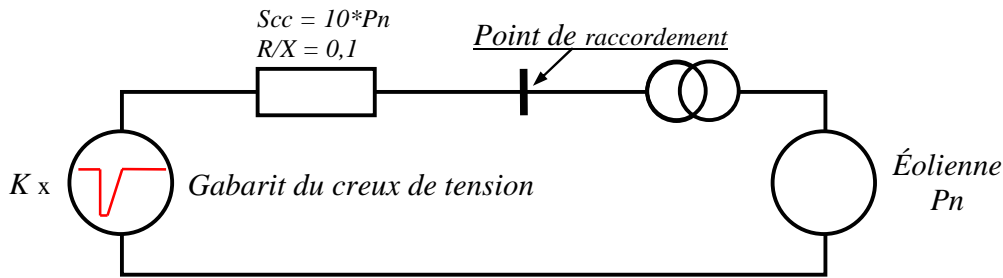 Scc = 10*Pn
R/X = 0,1
Point de raccordement
K x
Gabarit du creux de tension
Éolienne
Pn